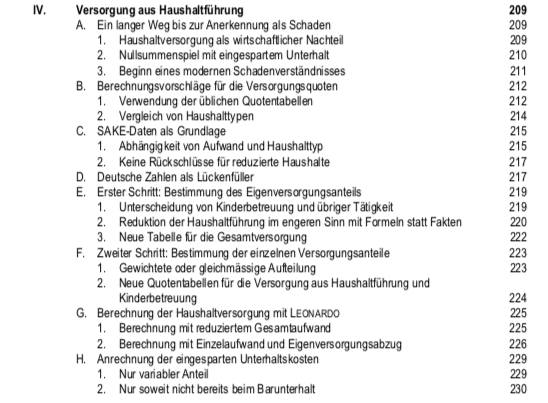 IV. Versorgung aus Haushaltführung 209
A. Ein langer Weg bis zur Anerkennung als Schaden 209
1. Haushaltversorgung als wirtschaftlicher Nachteil 209
2. Nullsummenspiel mit eingespartem Unterhalt 210
3. Beginn eines modernen Schadenverständnisses 211
B. Berechnungsvorschläge für die Versorgungsquoten 212
1. Verwendung der üblichen Quotentabellen 212
2. Vergleich von Haushalttypen 214
C. SAKE-Daten als Grundlage 215
1. Abhängigkeit von Aufwand und Haushalttyp 215
2. Keine Rückschlüsse für reduzierte Haushalte 217
D. Deutsche Zahlen als Lückenfüller 217
E. Erster Schritt: Bestimmung des Eigenversorgungsanteils 219
1. Unterscheidung von Kinderbetreuung und übriger Tätigkeit 219
2. Reduktion der Haushaltführung im engeren Sinn mit Formeln statt Fakten 220
3. Neue Tabelle für die Gesamtversorgung 222
F. Zweiter Schritt: Bestimmung der einzelnen Versorgungsanteile 223
1. Gewichtete oder gleichmässige Aufteilung 223
2. Neue Quotentabellen für die Versorgung aus Haushaltführung und
Kinderbetreuung 224
G. Berechnung der Haushaltversorgung mit LEONARDO 225
1. Berechnung mit reduziertem Gesamtaufwand 225
2. Berechnung mit Einzelaufwand und Eigenversorgungsabzug 226
H. Anrechnung der eingesparten Unterhaltskosten 229
1. Nur variabler Anteil 229
2. Nur soweit nicht bereits beim Barunterhalt 230